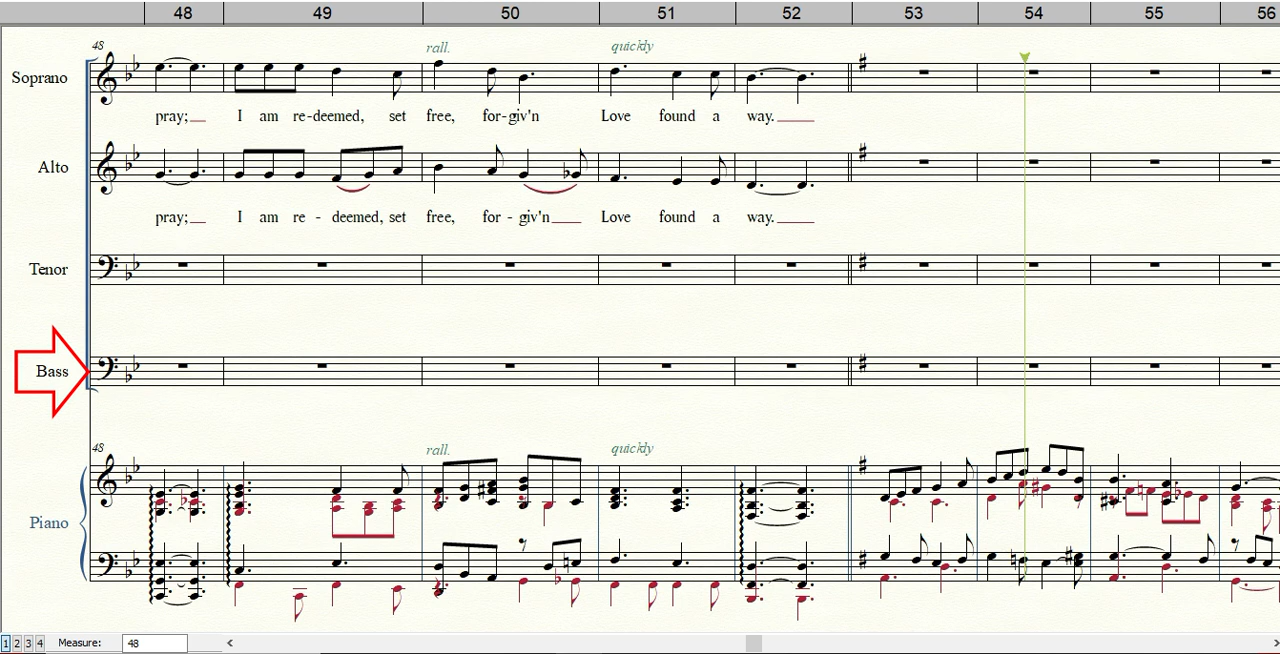 48 49 50 51 52 53 54 55 56
48 rall. quickly
Soprano
pray; I am re-deemed, set free, for-giv'n Love found a way.
Alto
pray; I am re - deemed, set free, for - giv'n Love found a way.
Tenor
Bass
48 rall. quickly
Piano
1 2 3 4 Measure: 48